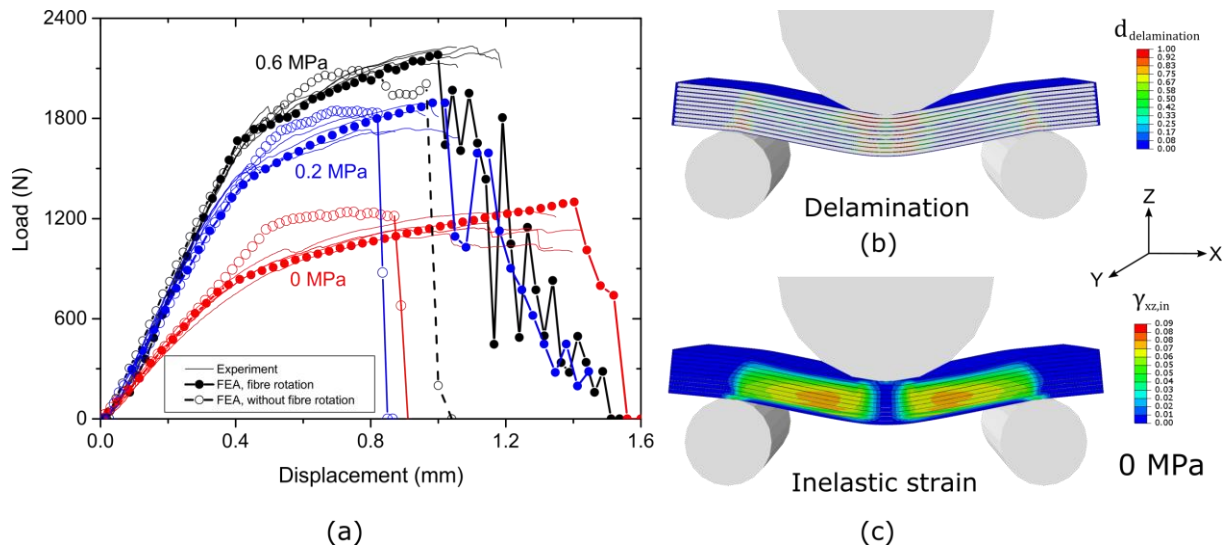 2400
1800
1200
600
0
0.0
0.4
0.8
1.2
1.6
Load (N)
Displacement (mm)
0.6 MPa
0.2 MPa
0 MPa
Experiment
FEA, fibre rotation
FEA, without fibre rotation
(a)
d delamination
1.00
0.92
0.83
0.75
0.67
0.58
0.50
0.42
0.33
0.25
0.17
0.08
0.00
Delamination
(b)
Z
X
Y
γxz,in
0.09
0.08
0.08
0.07
0.06
0.05
0.05
0.04
0.03
0.02
0.01
0.01
0.00
0 MPa
Inelastic strain
(c)